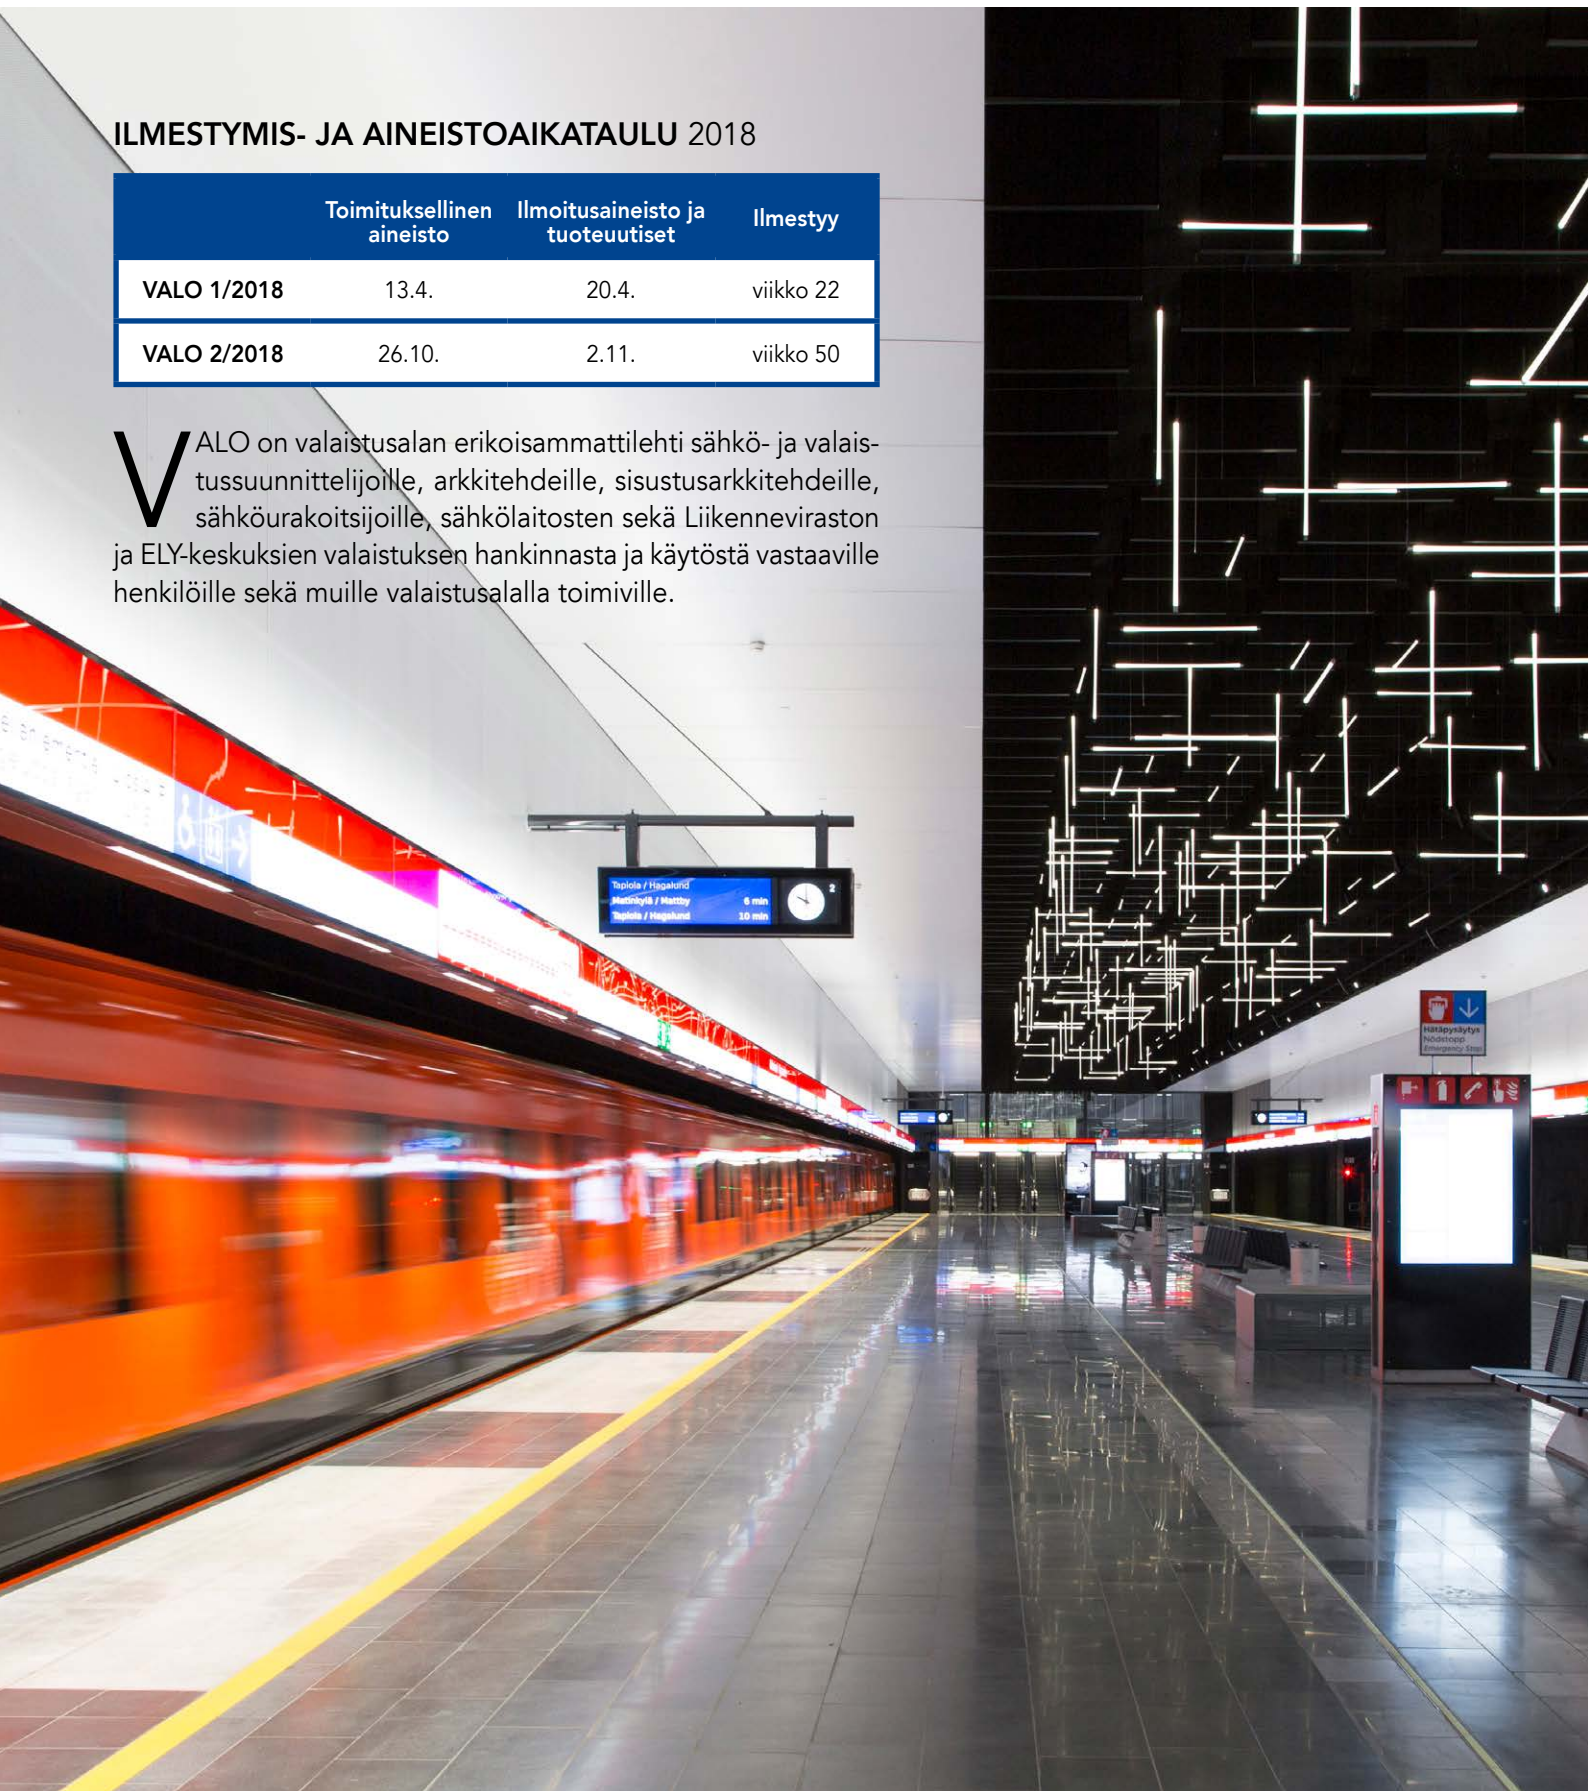 ILMESTYMIS- JA AINEISTOAIKATAULU 2018
Toimituksellinen aineisto Ilmoitusaineisto ja tuoteuutiset Ilmestyy
VALO 1/2018 13.4. 20.4. viikko 22
VALO 2/2018 26.10. 2.11. viikko 50
VALO on valaistusalan erikoisammattilehti sähkö- ja valais-
tussuunnittelijoille, arkkitehdeille, sisustusarkkitehdeille,
sähköurakoitsijoille, sähkölaitosten sekä Liikenneviraston
ja ELY-keskuksien valaistuksen hankinnasta ja käytöstä vastaaville
henkilöille sekä muille valaistusalalla toimiville.
Tapiola / Hagalund
2
Matinkylä / Mattby 6 min
Tapiola / Hagalund 10 min
Hätäpysäytys
Nödstopp
Emergency Stop